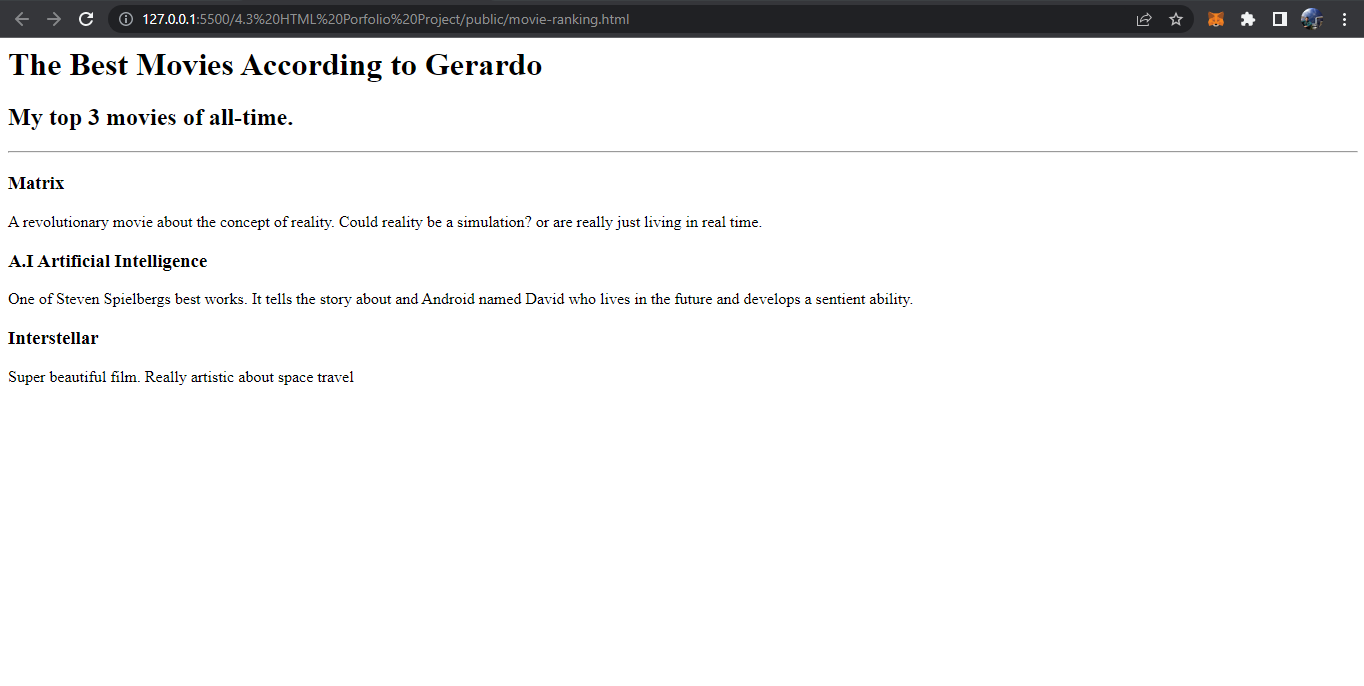 127.0.0.1:5500/4.3%20HTML%20Porfolio%20Project/public/movie-ranking.html
The Best Movies According to Gerardo
My top 3 movies of all-time.
Matrix
A revolutionary movie about the concept of reality. Could reality be a simulation? or are really just living in real time.
A.I Artificial Intelligence
One of Steven Spielbergs best works. It tells the story about and Android named David who lives in the future and develops a sentient ability.
Interstellar
Super beautiful film. Really artistic about space travel